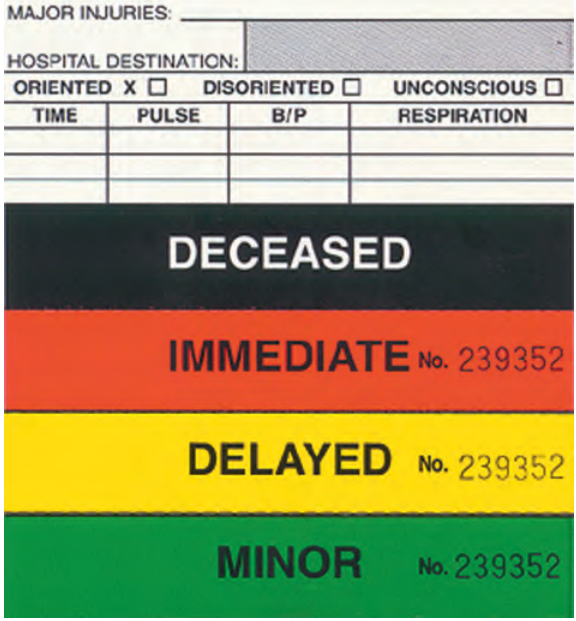 MAJOR INJURIES:
HOSPITAL DESTINATION:
ORIENTED X ☐ DISORIENTED ☐ UNCONSCIOUS ☐
TIME PULSE B/P RESPIRATION
DECEASED
IMMEDIATE No. 239352
DELAYED No. 239352
MINOR No. 239352